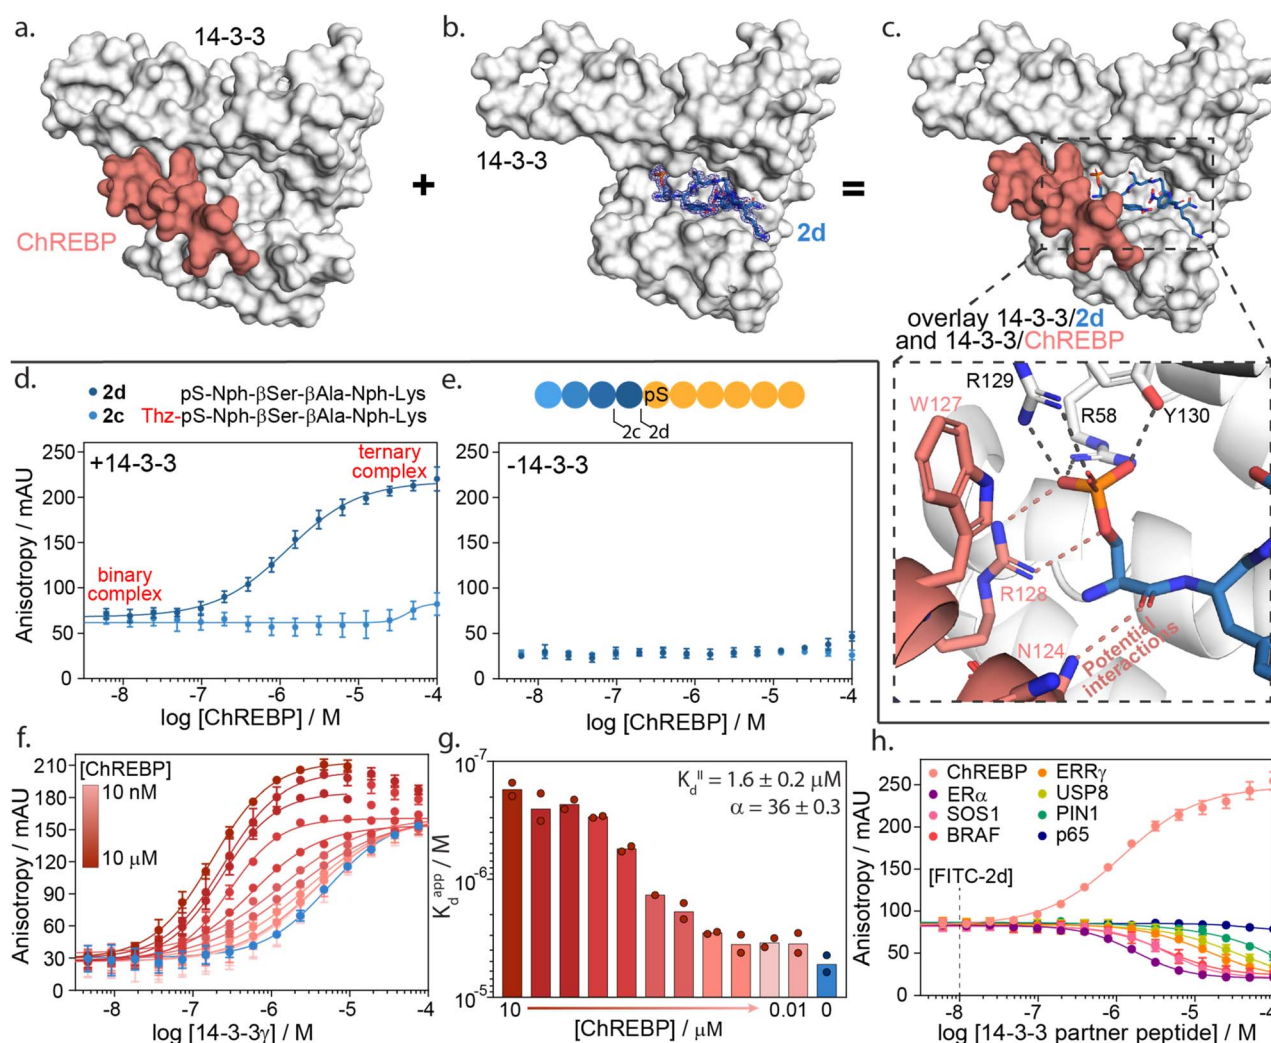 a.
14-3-3
ChREBP
+
b.
14-3-3
2d
=
c.
overlay 14-3-3/2d
and 14-3-3/ChREBP
R129
W127
R58
Y130
R128
N124
Potential
interactions
d.
2d pS-Nph-βSer-βAla-Nph-Lys
2c Thz-pS-Nph-βSer-βAla-Nph-Lys
+14-3-3
ternary
complex
binary
complex
Anisotropy / mAU
250
200
150
100
50
0
-8 -7 -6 -5 -4
log [ChREBP] / M
e.
pS
2c 2d
-14-3-3
250
200
150
100
50
0
-8 -7 -6 -5 -4
log [ChREBP] / M
f.
[ChREBP]
10 nM
10 μM
Anisotropy / mAU
210
180
150
120
90
60
30
0
-8 -7 -6 -5 -4
log [14-3-3γ] / M
g.
Kd^II = 1.6 ± 0.2 μM
α = 36 ± 0.3
Kd^app / M
10^-7
10^-6
10^-5
10 0.01 0
[ChREBP] / μM
h.
ChREBP
ERα
SOS1
BRAF
ERRγ
USP8
PIN1
p65
[FITC-2d]
Anisotropy / mAU
250
200
150
100
50
0
-8 -7 -6 -5 -4
log [14-3-3 partner peptide] / M